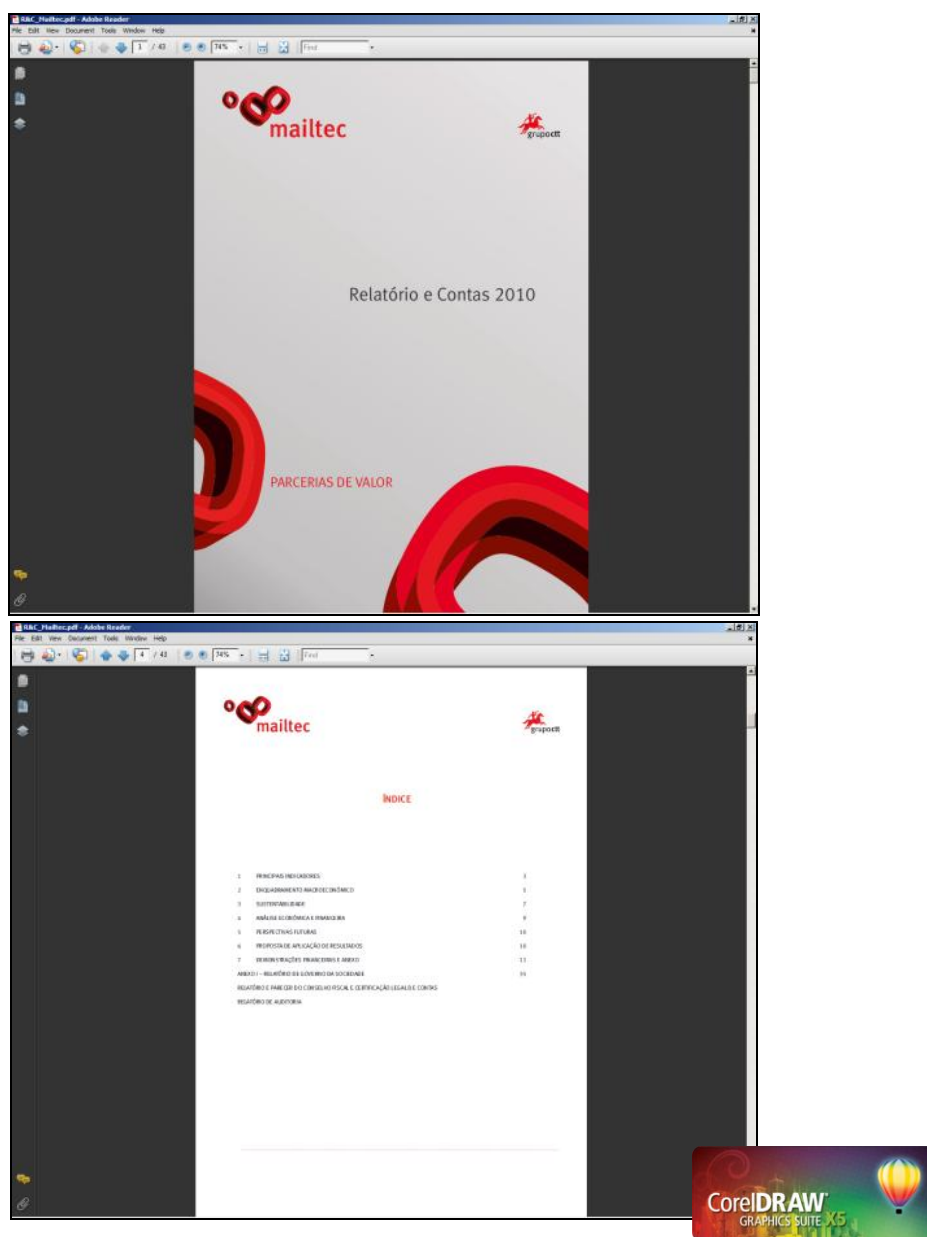 R&C_Mailtec.pdf - Adobe Reader
File Edit View Document Tools Window Help
1 / 43 74% Find
mailtec
grupoctt
Relatório e Contas 2010
PARCERIAS DE VALOR
R&C_Mailtec.pdf - Adobe Reader
File Edit View Document Tools Window Help
4 / 43 74% Find
mailtec
grupoctt
ÍNDICE
1 PRINCIPAIS INDICADORES 3
2 ENQUADRAMENTO MACROECONÓMICO 5
3 SUSTENTABILIDADE 7
4 ANÁLISE ECONÓMICA E FINANCEIRA 9
5 PERSPECTIVAS FUTURAS 10
6 PROPOSTA DE APLICAÇÃO DE RESULTADOS 10
7 DEMONSTRAÇÕES FINANCEIRAS E ANEXO
ANEXO I – RELATÓRIO DE GOVERNO DA SOCIEDADE
RELATÓRIO E PARECER DO CONSELHO FISCAL E CERTIFICAÇÃO LEGAL DE CONTAS
RELATÓRIO DE AUDITORIA
CorelDRAW
GRAPHICS SUITE X5